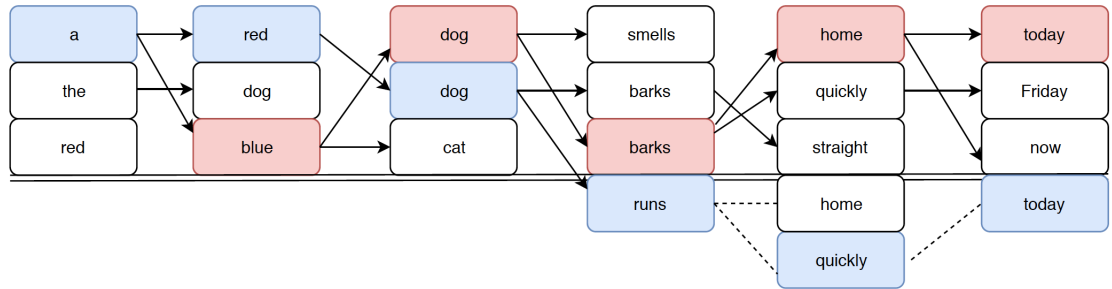 a red dog smells home today
the dog dog barks quickly Friday
red blue cat barks straight now
runs home today
quickly